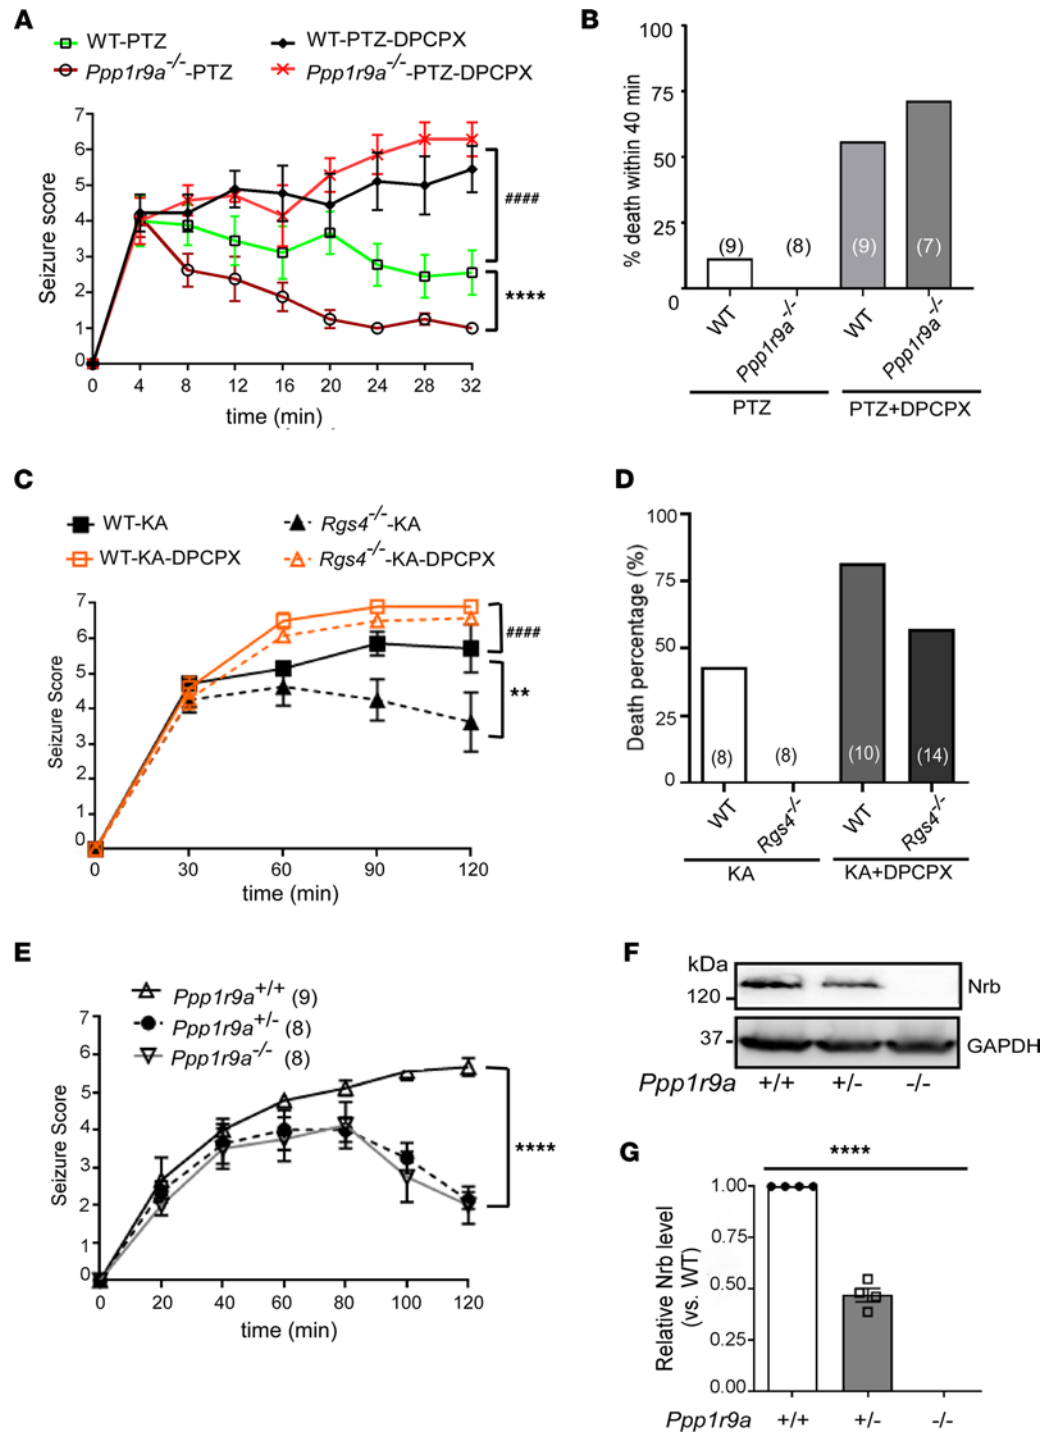 A
WT-PTZ
WT-PTZ-DPCPX
Ppp1r9a-/--PTZ
Ppp1r9a-/--PTZ-DPCPX
7
6
5
4
3
2
1
0
Seizure score
####
****
0 4 8 12 16 20 24 28 32
time (min)
B
100
75
50
25
0
% death within 40 min
(9) (8) (9) (7)
WT Ppp1r9a-/- WT Ppp1r9a-/-
PTZ PTZ+DPCPX
C
WT-KA
Rgs4-/--KA
WT-KA-DPCPX
Rgs4-/--KA-DPCPX
7
6
5
4
3
2
1
0
Seizure Score
####
**
0 30 60 90 120
time (min)
D
100
75
50
25
0
Death percentage (%)
(8) (8) (10) (14)
WT Rgs4-/- WT Rgs4-/-
KA KA+DPCPX
E
Ppp1r9a+/+ (9)
Ppp1r9a+/- (8)
Ppp1r9a-/- (8)
7
6
5
4
3
2
1
0
Seizure Score
****
0 20 40 60 80 100 120
time (min)
F
kDa
120
Nrb
37
GAPDH
Ppp1r9a +/+ +/- -/-
G
****
1.00
0.75
0.50
0.25
0.00
Relative Nrb level
(vs. WT)
Ppp1r9a +/+ +/- -/-